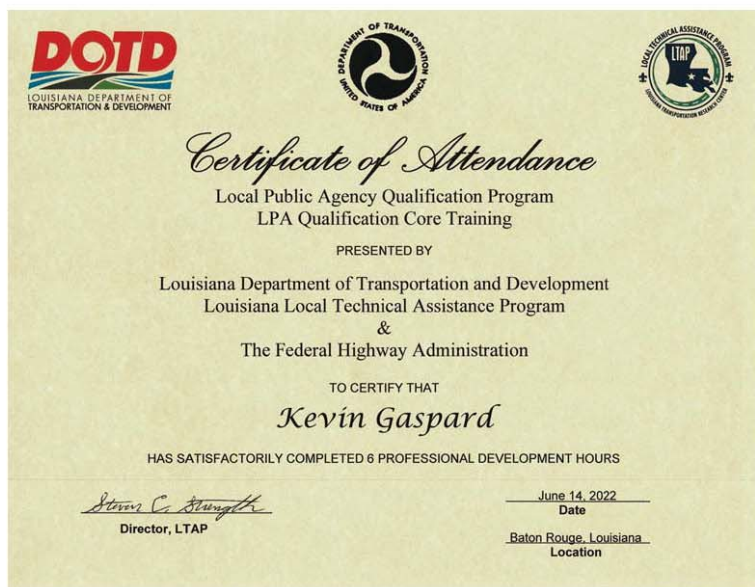 DOTD
LOUISIANA DEPARTMENT OF
TRANSPORTATION & DEVELOPMENT
DEPARTMENT OF TRANSPORTATION
UNITED STATES OF AMERICA
LOCAL TECHNICAL ASSISTANCE PROGRAM
LTAP
LOUISIANA TRANSPORTATION RESEARCH CENTER
Certificate of Attendance
Local Public Agency Qualification Program
LPA Qualification Core Training
PRESENTED BY
Louisiana Department of Transportation and Development
Louisiana Local Technical Assistance Program
&
The Federal Highway Administration
TO CERTIFY THAT
Kevin Gaspard
HAS SATISFACTORILY COMPLETED 6 PROFESSIONAL DEVELOPMENT HOURS
Steven C. Strength
Director, LTAP
June 14, 2022
Date
Baton Rouge, Louisiana
Location